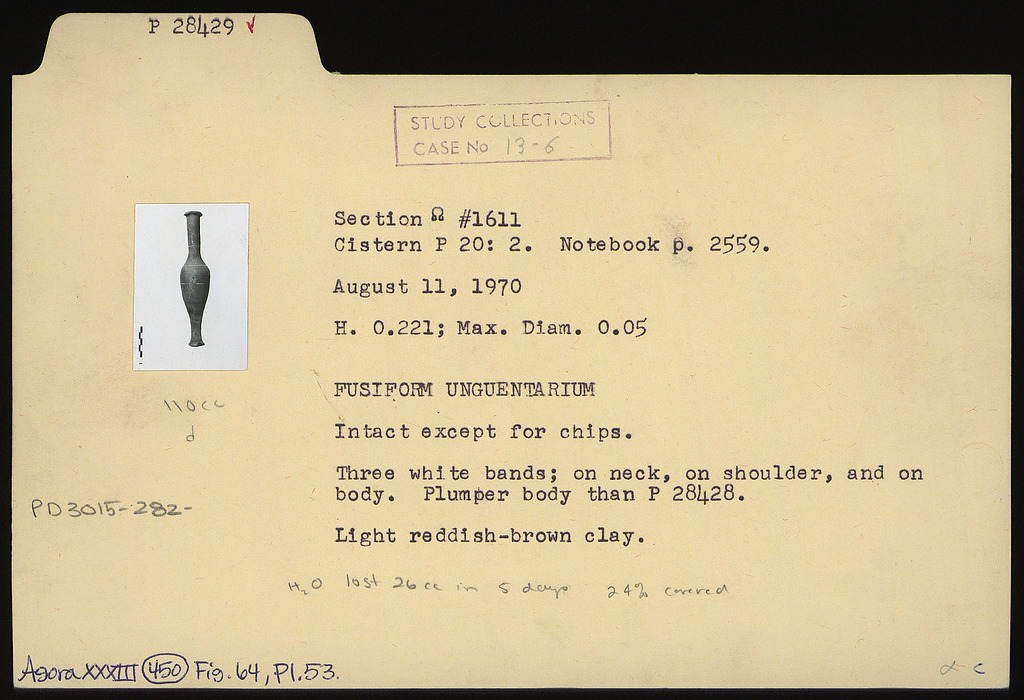 P 28429 ✓
STUDY COLLECTIONS
CASE No 13-6
Section Ω #1611
Cistern P 20: 2. Notebook p. 2559.
August 11, 1970
H. 0.221; Max. Diam. 0.05
110cc
d
FUSIFORM UNGUENTARIUM
Intact except for chips.
Three white bands; on neck, on shoulder, and on
body. Plumper body than P 28428.
PD3015-282-
Light reddish-brown clay.
H₂O lost 26cc in 5 days 24% covered
Agora XXXIII 450 Fig. 64, Pl. 53.
α c